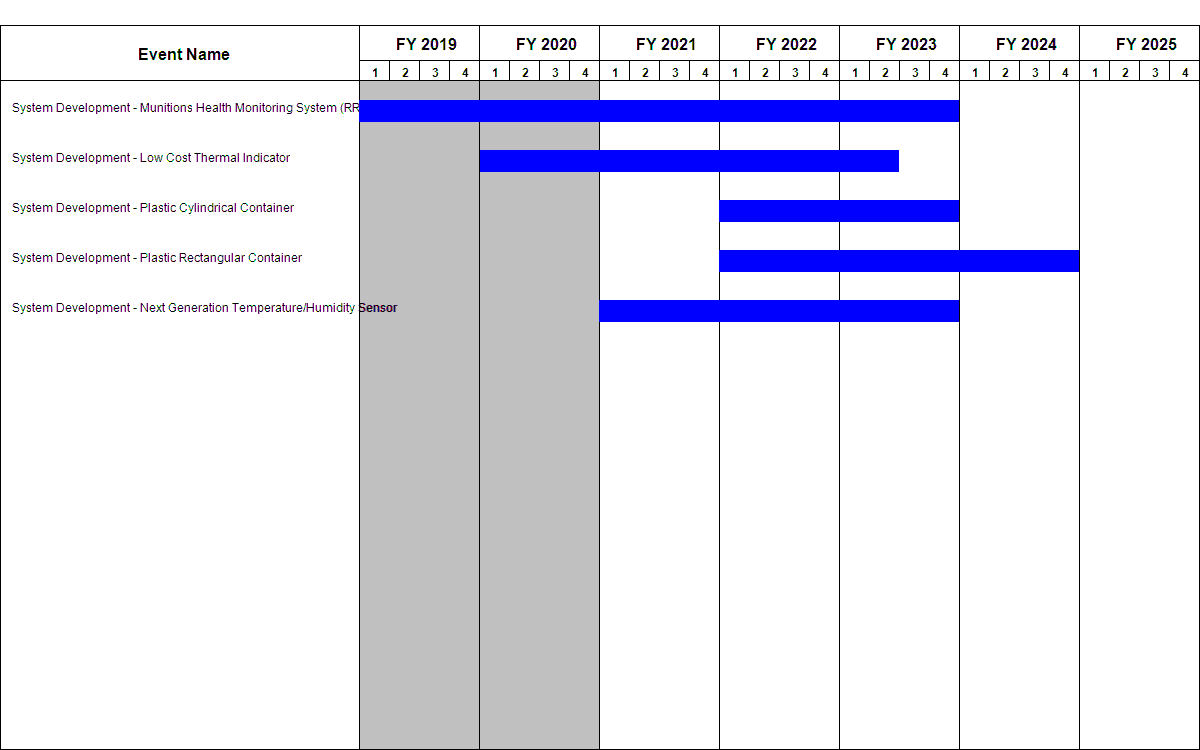 Event Name
FY 2019 FY 2020 FY 2021 FY 2022 FY 2023 FY 2024 FY 2025
1 2 3 4 1 2 3 4 1 2 3 4 1 2 3 4 1 2 3 4 1 2 3 4 1 2 3 4
System Development - Munitions Health Monitoring System (RR
System Development - Low Cost Thermal Indicator
System Development - Plastic Cylindrical Container
System Development - Plastic Rectangular Container
System Development - Next Generation Temperature/Humidity Sensor